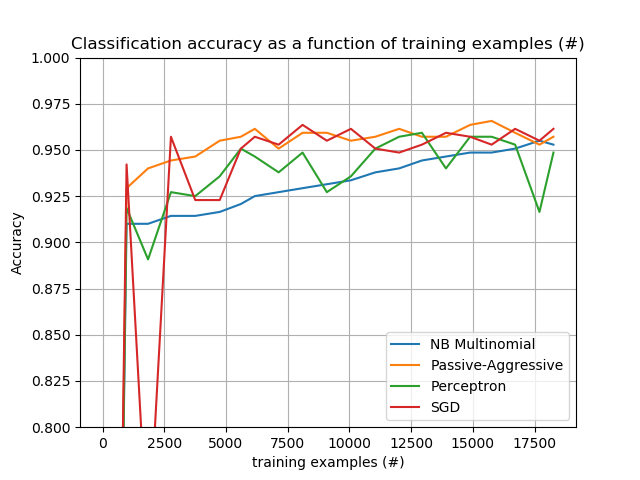 Classification accuracy as a function of training examples (#)
1.000
0.975
0.950
0.925
0.900
0.875
0.850
0.825
0.800
Accuracy
NB Multinomial
Passive-Aggressive
Perceptron
SGD
0 2500 5000 7500 10000 12500 15000 17500
training examples (#)